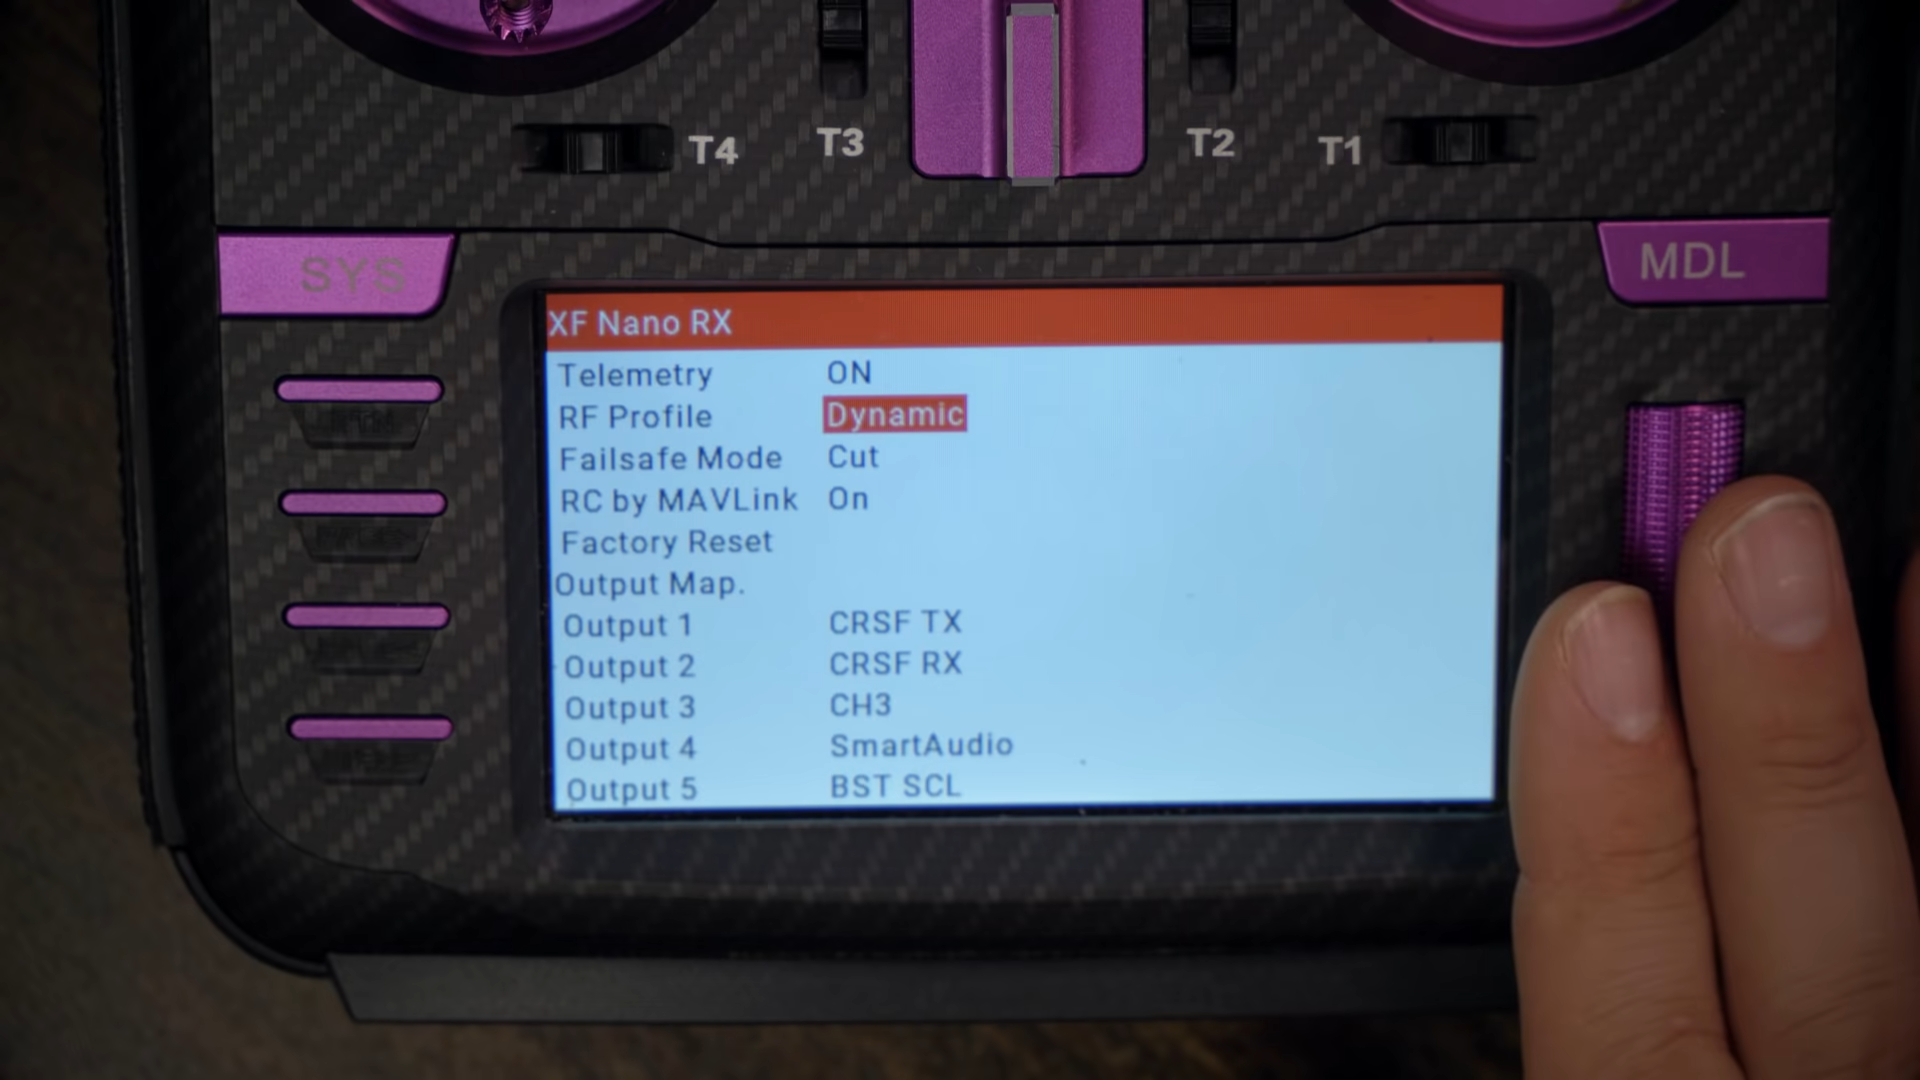 T4
T3
T2
T1
SYS
MDL
XF Nano RX
Telemetry ON
RF Profile Dynamic
Failsafe Mode Cut
RC by MAVLink On
Factory Reset
Output Map.
Output 1 CRSF TX
Output 2 CRSF RX
Output 3 CH3
Output 4 SmartAudio
Output 5 BST SCL